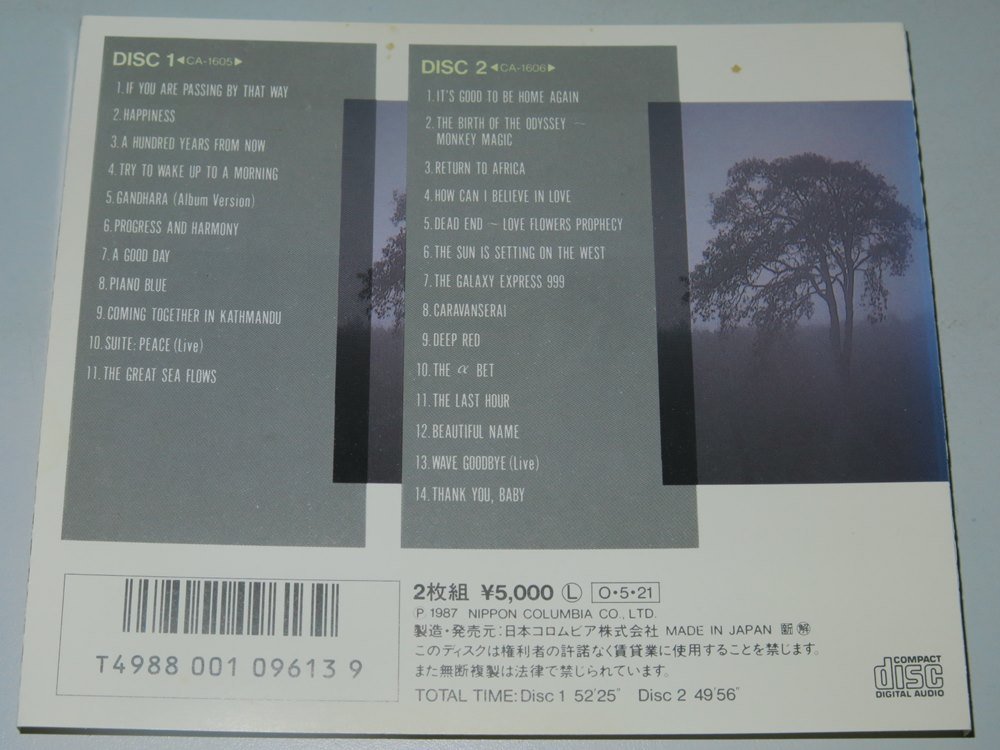 DISC 1 ◀CA-1605▶
1. IF YOU ARE PASSING BY THAT WAY
2. HAPPINESS
3. A HUNDRED YEARS FROM NOW
4. TRY TO WAKE UP TO A MORNING
5. GANDHARA (Album Version)
6. PROGRESS AND HARMONY
7. A GOOD DAY
8. PIANO BLUE
9. COMING TOGETHER IN KATHMANDU
10. SUITE: PEACE (Live)
11. THE GREAT SEA FLOWS
DISC 2 ◀CA-1606▶
1. IT'S GOOD TO BE HOME AGAIN
2. THE BIRTH OF THE ODYSSEY ~
MONKEY MAGIC
3. RETURN TO AFRICA
4. HOW CAN I BELIEVE IN LOVE
5. DEAD END ~ LOVE FLOWERS PROPHECY
6. THE SUN IS SETTING ON THE WEST
7. THE GALAXY EXPRESS 999
8. CARAVANSERAI
9. DEEP RED
10. THE α BET
11. THE LAST HOUR
12. BEAUTIFUL NAME
13. WAVE GOODBYE (Live)
14. THANK YOU, BABY
T4988 001 09613 9
2枚組 ¥5,000 Ⓛ O・5・21
Ⓟ 1987 NIPPON COLUMBIA CO., LTD.
製造・発売元:日本コロムビア株式会社 MADE IN JAPAN
このディスクは権利者の許諾なく賃貸業に使用することを禁じます。
また無断複製は法律で禁じられています。
TOTAL TIME: Disc 1 52'25" Disc 2 49'56"
COMPACT
disc
DIGITAL AUDIO